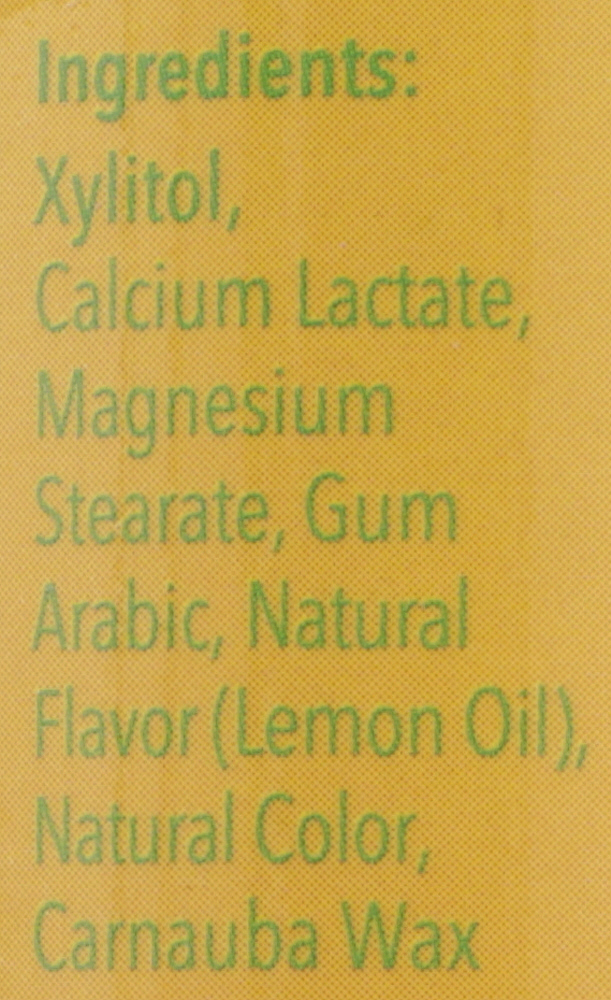 Ingredients:
Xylitol,
Calcium Lactate,
Magnesium
Stearate, Gum
Arabic, Natural
Flavor (Lemon Oil),
Natural Color,
Carnauba Wax